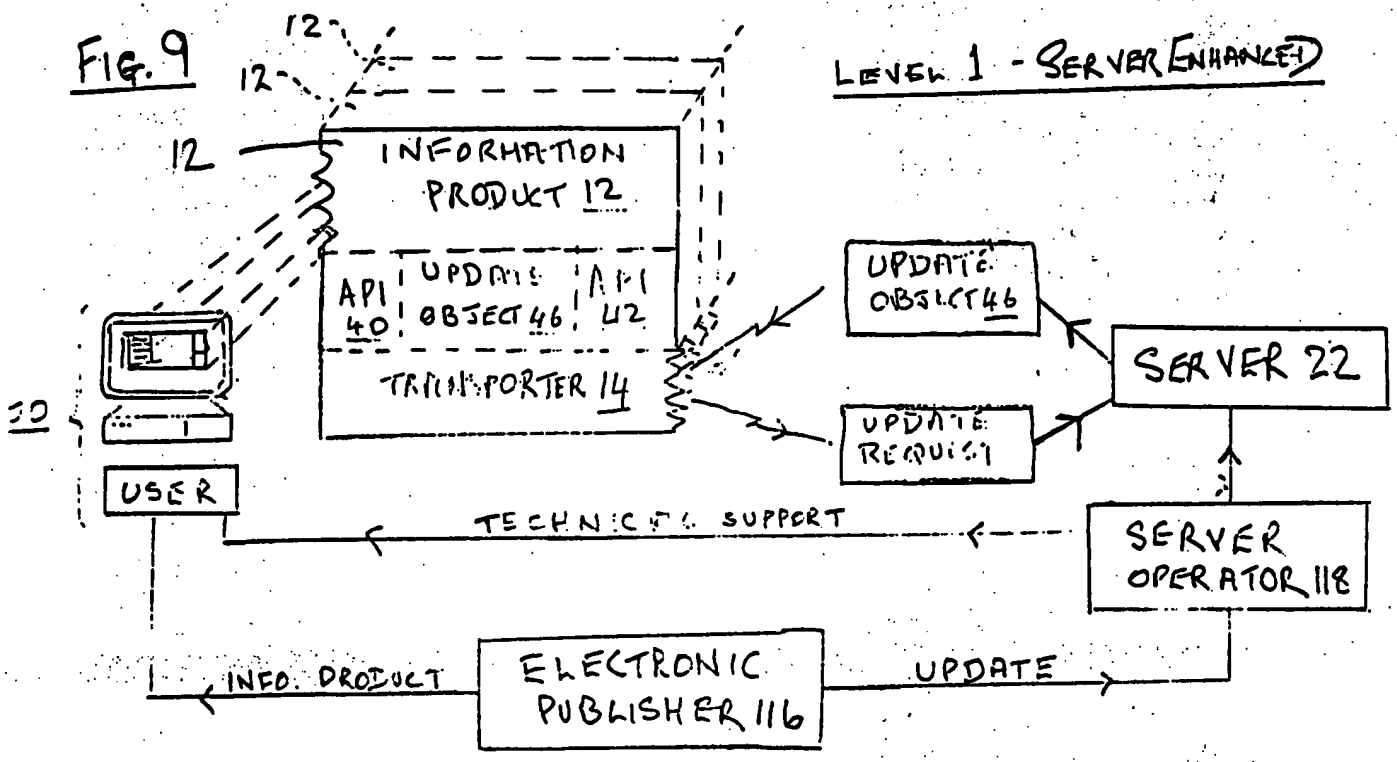 FIG. 9
12
12
12
LEVEL 1 - SERVER ENHANCED
INFORMATION
PRODUCT 12
API
40
UPDATE
OBJECT 46
API
42
TRANSPORTER 14
UPDATE
OBJECT 46
SERVER 22
UPDATE
REQUEST
USER
TECHNICAL SUPPORT
SERVER
OPERATOR 118
INFO. PRODUCT
ELECTRONIC
PUBLISHER 116
UPDATE